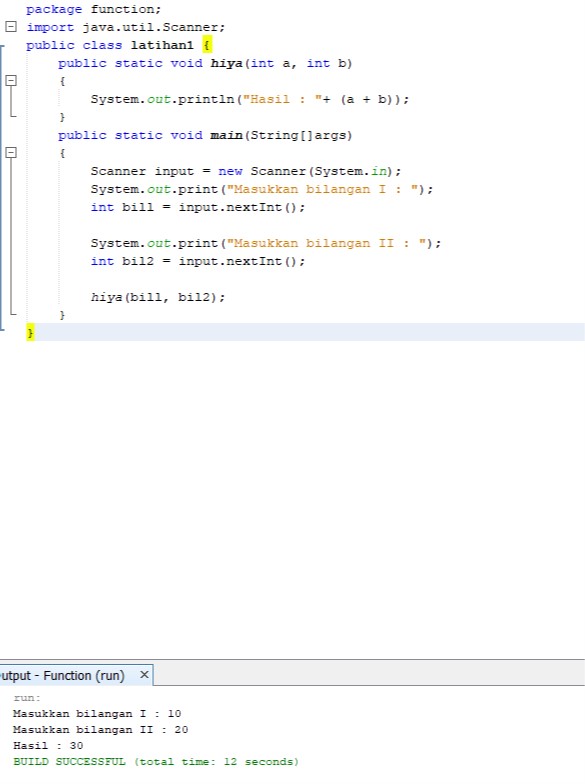 package function;
import java.util.Scanner;
public class latihan1 {
public static void hiya(int a, int b)
{
System.out.println("Hasil : "+ (a + b));
}
public static void main(String[]args)
{
Scanner input = new Scanner(System.in);
System.out.print("Masukkan bilangan I : ");
int bil1 = input.nextInt();
System.out.print("Masukkan bilangan II : ");
int bil2 = input.nextInt();
hiya(bil1, bil2);
}
}
utput - Function (run) ×
run:
Masukkan bilangan I : 10
Masukkan bilangan II : 20
Hasil : 30
BUILD SUCCESSFUL (total time: 12 seconds)